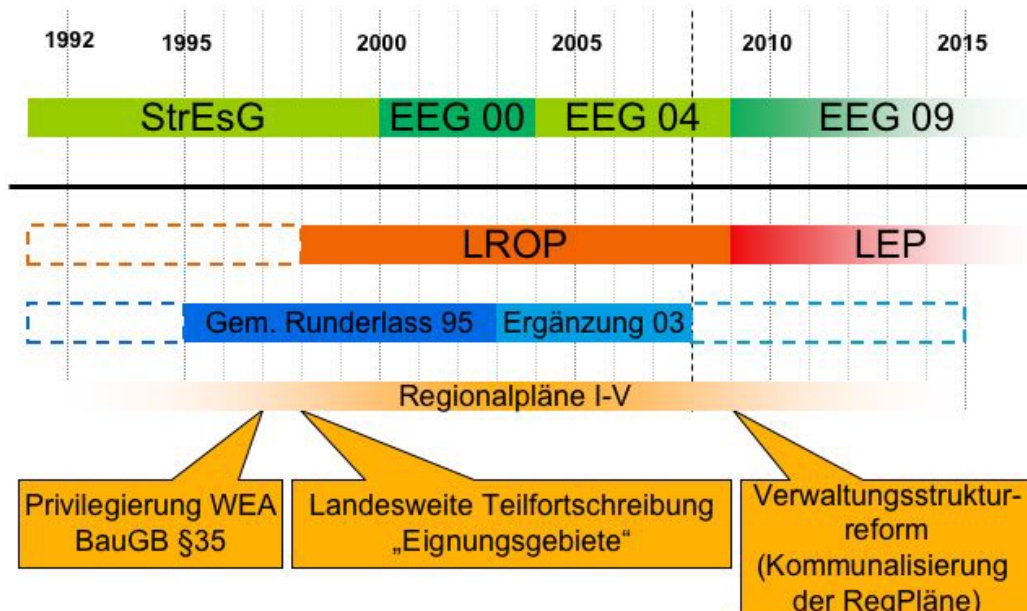 1992 1995 2000 2005 2010 2015
StrEsG EEG 00 EEG 04 EEG 09
LROP LEP
Gem. Runderlass 95 Ergänzung 03
Regionalpläne I-V
Privilegierung WEA
BauGB §35
Landesweite Teilfortschreibung
„Eignungsgebiete“
Verwaltungsstruktur-
reform
(Kommunalisierung
der RegPläne)